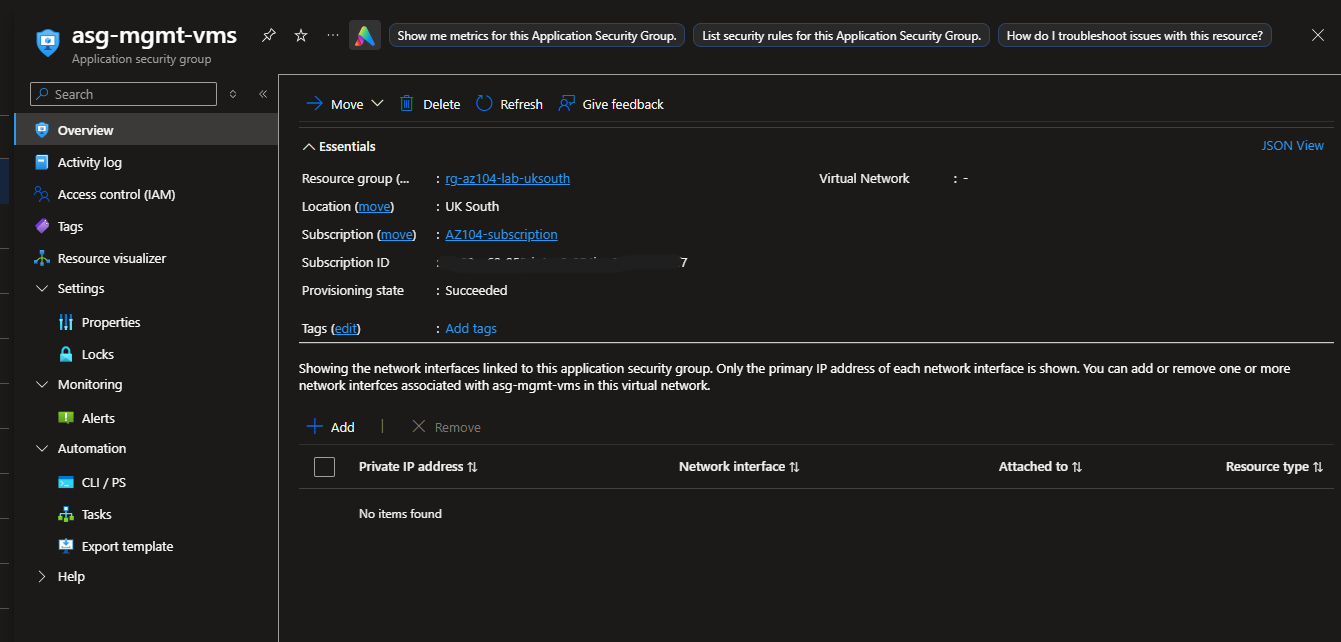 asg-mgmt-vms
Application security group
Show me metrics for this Application Security Group.
List security rules for this Application Security Group.
How do I troubleshoot issues with this resource?
Search
Overview
Activity log
Access control (IAM)
Tags
Resource visualizer
Settings
Properties
Locks
Monitoring
Alerts
Automation
CLI / PS
Tasks
Export template
Help
Move
Delete
Refresh
Give feedback
Essentials
JSON View
Resource group (... : rg-az104-lab-uksouth
Virtual Network : -
Location (move) : UK South
Subscription (move) : AZ104-subscription
Subscription ID : 7
Provisioning state : Succeeded
Tags (edit) : Add tags
Showing the network interfaces linked to this application security group. Only the primary IP address of each network interface is shown. You can add or remove one or more
network interfces associated with asg-mgmt-vms in this virtual network.
Add | Remove
Private IP address Network interface Attached to Resource type
No items found